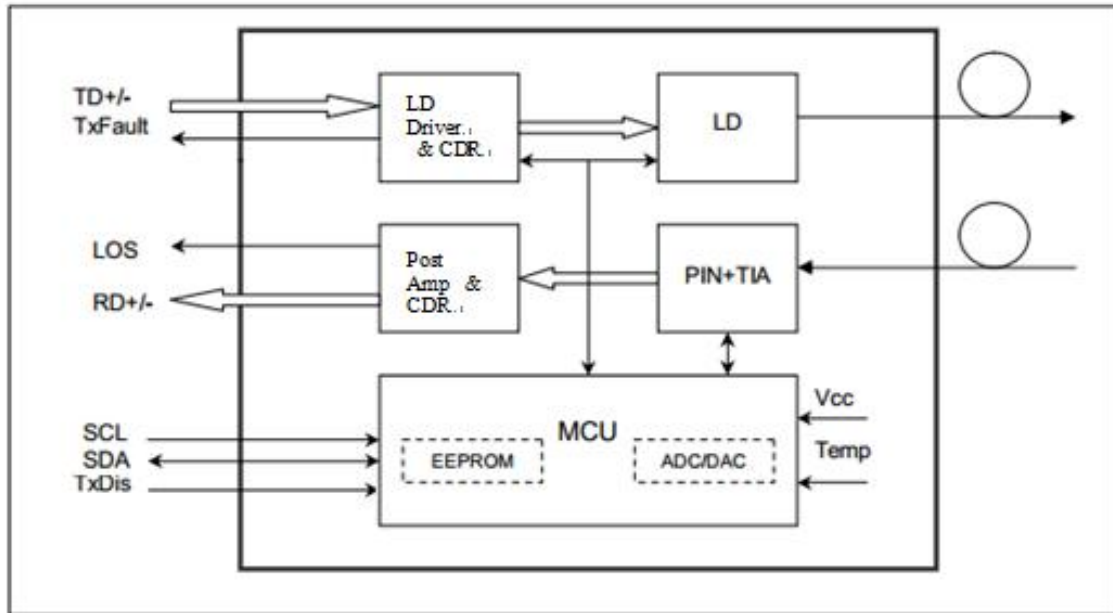 TD+/-
TxFault
LD
Driver
& CDR
LD
LOS
RD+/-
Post
Amp &
CDR
PIN+TIA
SCL
SDA
TxDis
MCU
EEPROM
ADC/DAC
Vcc
Temp